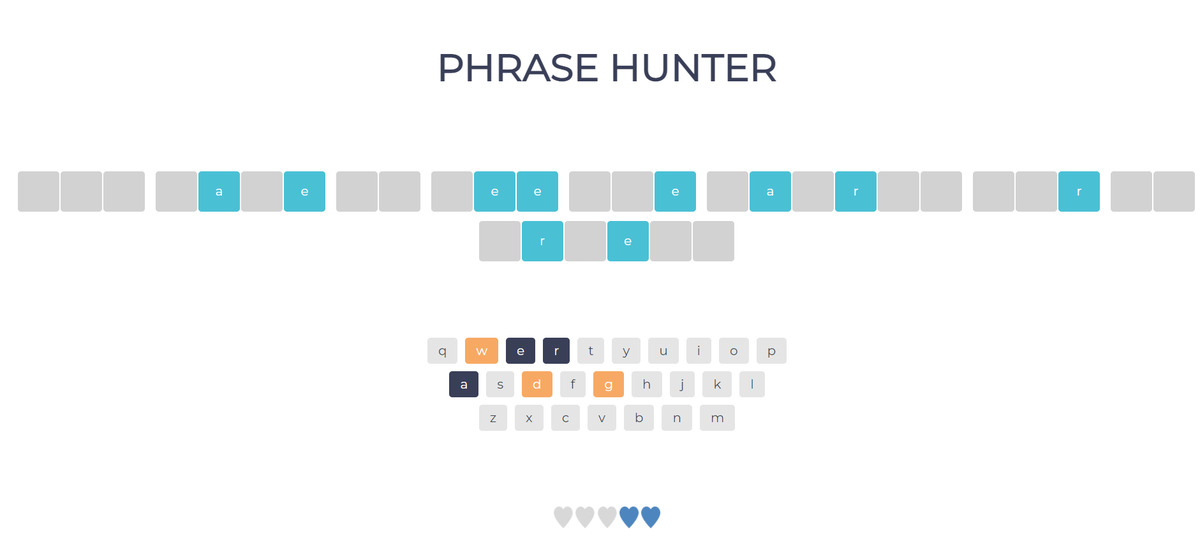 PHRASE HUNTER
a e e e e a r r
r e
q w e r t y u i o p
a s d f g h j k l
z x c v b n m